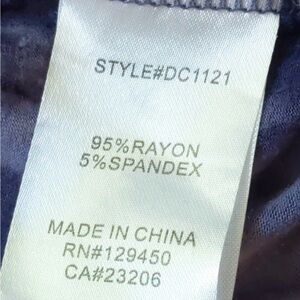 STYLE#DC1121
95%RAYON
5%SPANDEX
MADE IN CHINA
RN#129450
CA#23206